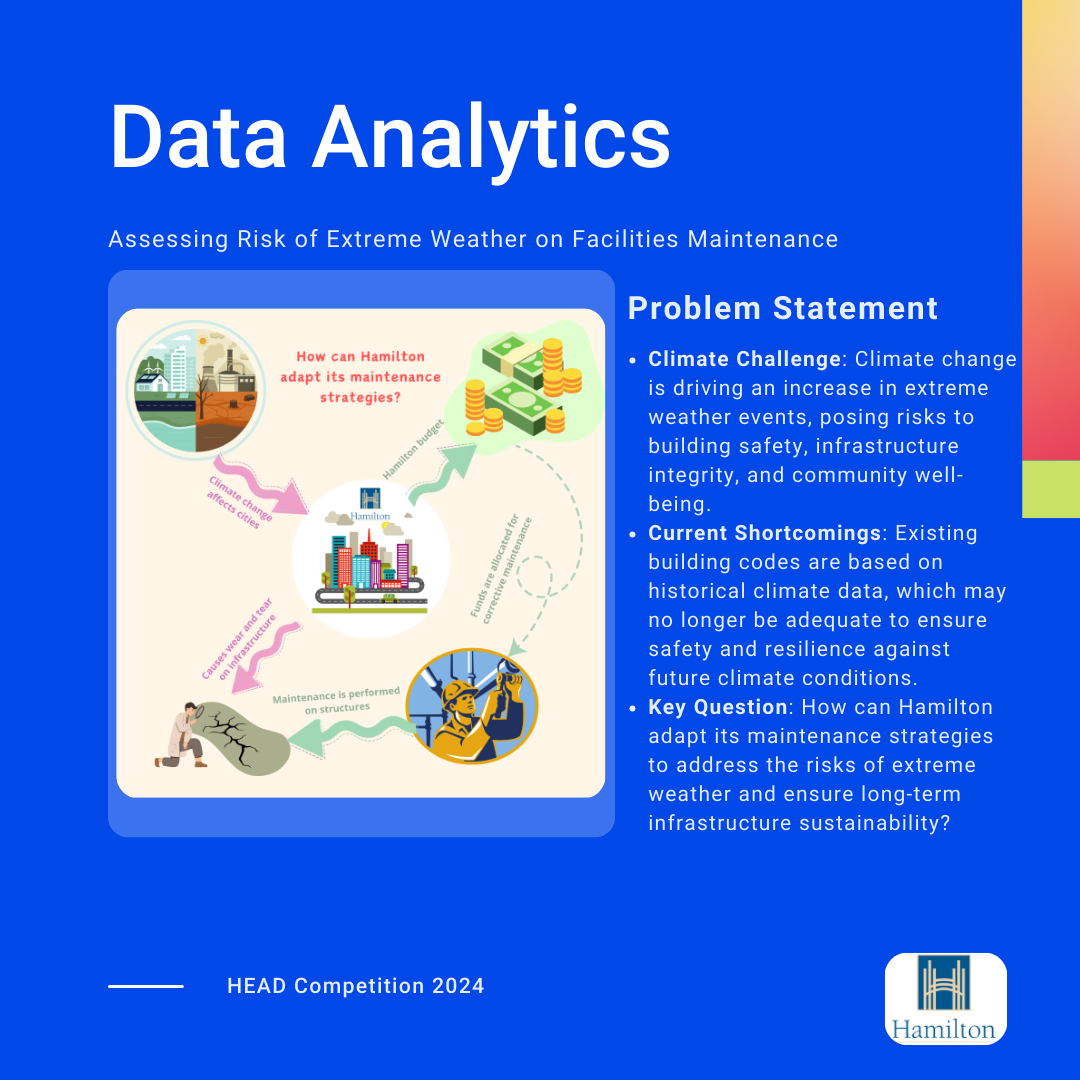 Data Analytics
Assessing Risk of Extreme Weather on Facilities Maintenance
How can Hamilton
adapt its maintenance
strategies?
Hamilton budget
Climate change
affects cities
Hamilton
Funds are allocated for
corrective maintenance
Causes wear and tear
on infrastructure
Maintenance is performed
on structures
Problem Statement
• Climate Challenge: Climate change
is driving an increase in extreme
weather events, posing risks to
building safety, infrastructure
integrity, and community well-
being.
• Current Shortcomings: Existing
building codes are based on
historical climate data, which may
no longer be adequate to ensure
safety and resilience against
future climate conditions.
• Key Question: How can Hamilton
adapt its maintenance strategies
to address the risks of extreme
weather and ensure long-term
infrastructure sustainability?
HEAD Competition 2024
Hamilton